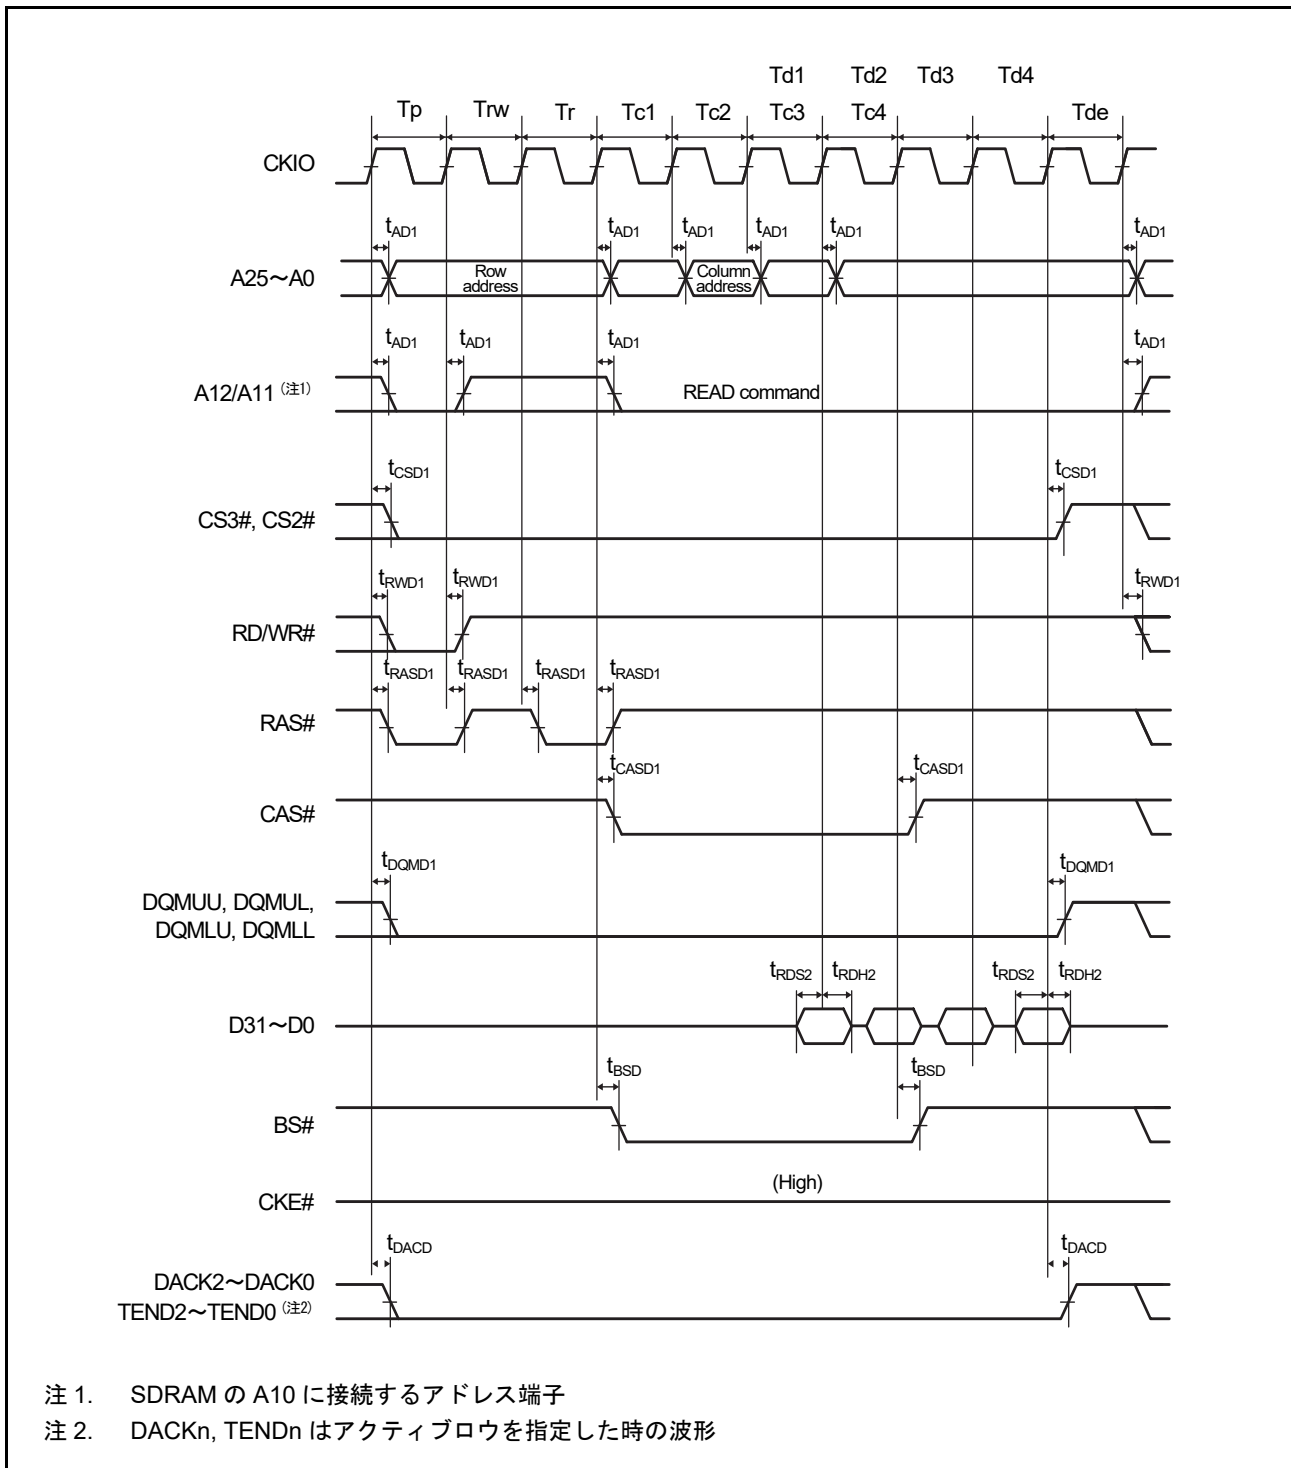 Td1 Td2 Td3 Td4
Tp Trw Tr Tc1 Tc2 Tc3 Tc4 Tde
CKIO
tAD1 tAD1 tAD1 tAD1 tAD1 tAD1
A25～A0 Row address Column address
tAD1 tAD1 tAD1 tAD1
A12/A11 (注1) READ command
tCSD1 tCSD1
CS3#, CS2#
tRWD1 tRWD1 tRWD1
RD/WR#
tRASD1 tRASD1 tRASD1 tRASD1
RAS#
tCASD1 tCASD1
CAS#
tDQMD1 tDQMD1
DQMUU, DQMUL,
DQMLU, DQMLL
tRDS2 tRDH2 tRDS2 tRDH2
D31～D0
tBSD tBSD
BS#
(High)
CKE#
tDACD tDACD
DACK2～DACK0
TEND2～TEND0 (注2)
注 1. SDRAM の A10 に接続するアドレス端子
注 2. DACKn, TENDn はアクティブロウを指定した時の波形